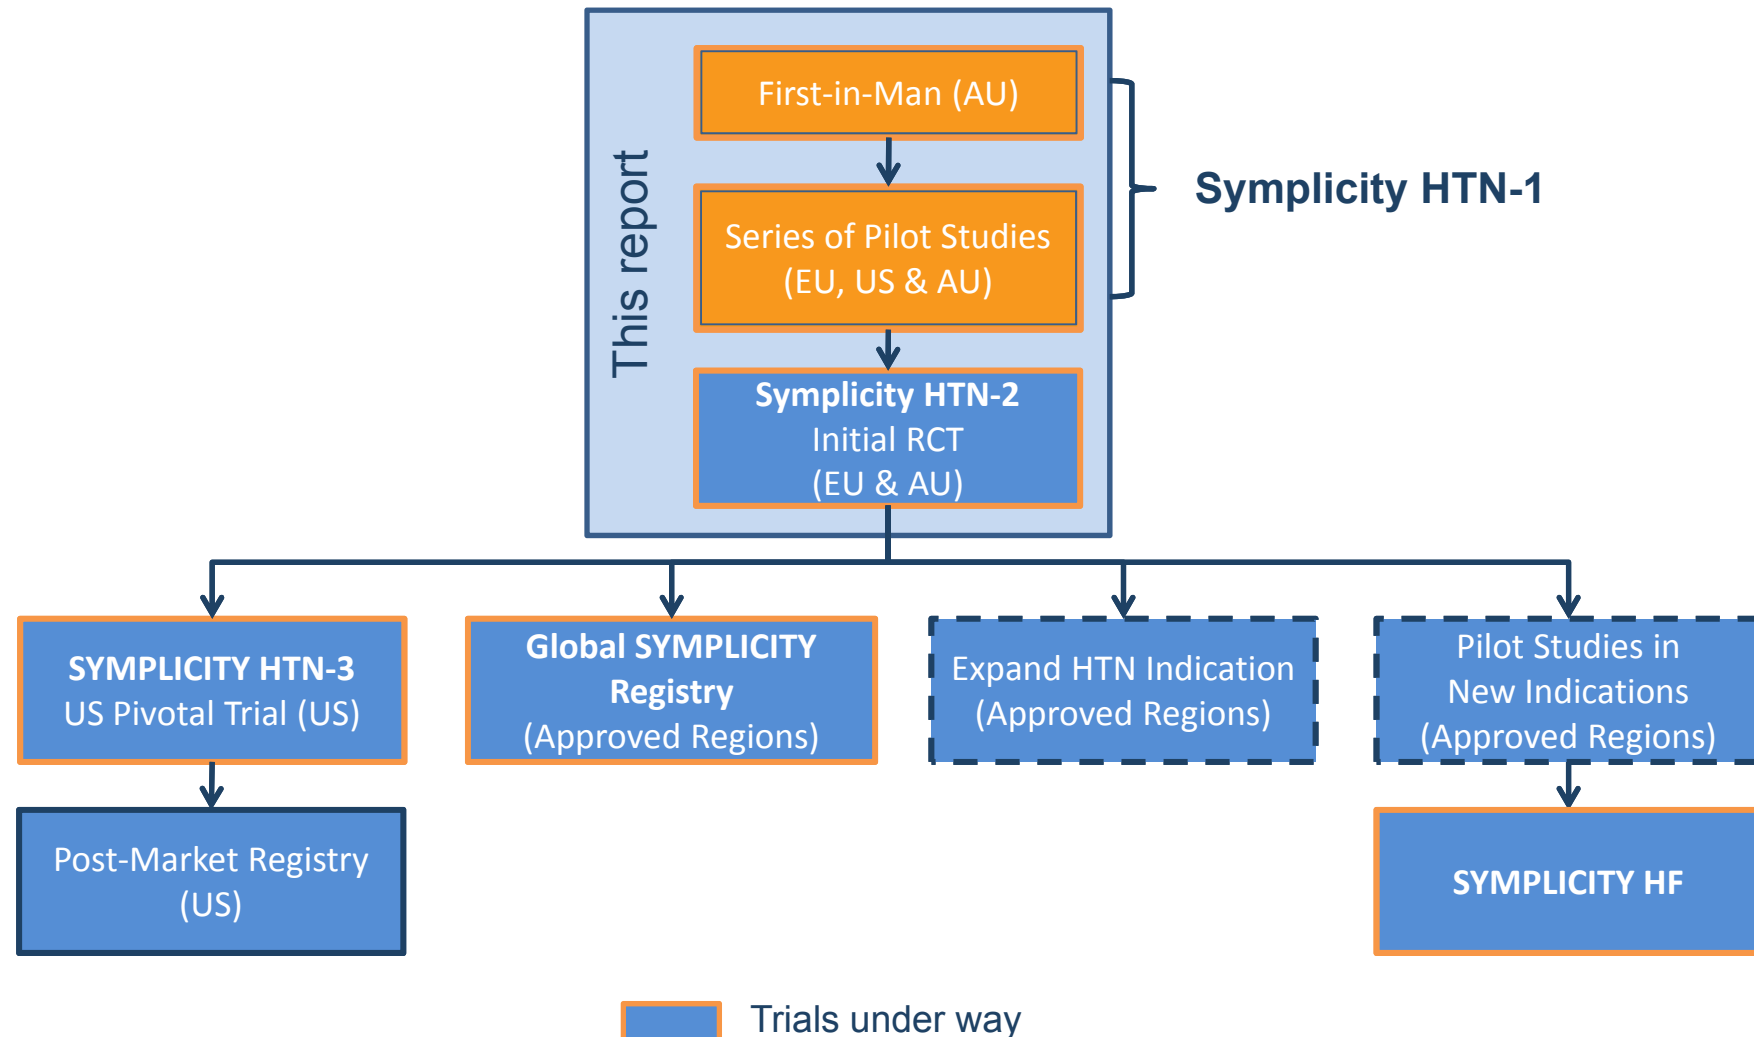 This report
First-in-Man (AU)
Series of Pilot Studies
(EU, US & AU)
Symplicity HTN-1
Symplicity HTN-2
Initial RCT
(EU & AU)
SYMPLICITY HTN-3
US Pivotal Trial (US)
Global SYMPLICITY
Registry
(Approved Regions)
Expand HTN Indication
(Approved Regions)
Pilot Studies in
New Indications
(Approved Regions)
Post-Market Registry
(US)
SYMPLICITY HF
Trials under way